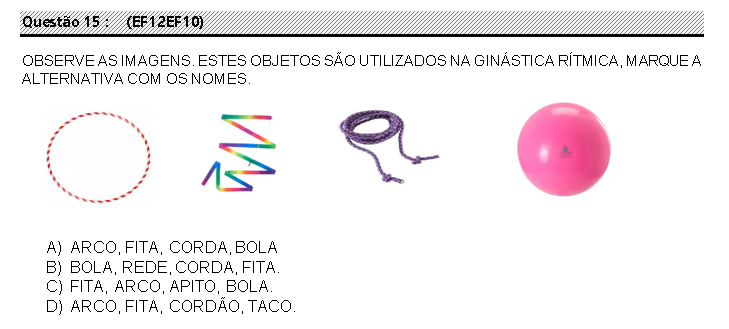 Questão 15 : (EF12EF10)
OBSERVE AS IMAGENS. ESTES OBJETOS SÃO UTILIZADOS NA GINÁSTICA RÍTMICA, MARQUE A
ALTERNATIVA COM OS NOMES.
A) ARCO, FITA, CORDA, BOLA
B) BOLA, REDE, CORDA, FITA.
C) FITA, ARCO, APITO, BOLA.
D) ARCO, FITA, CORDÃO, TACO.